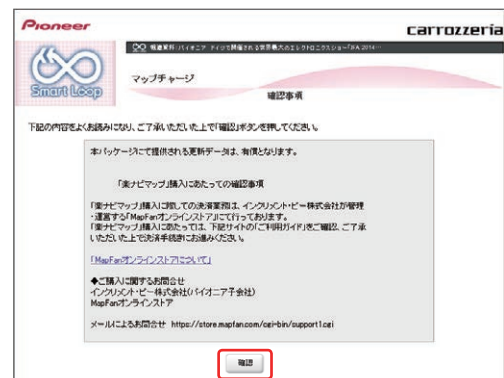 Pioneer
carrozzeria
Smart Loop
マップチャージ
確認事項
下記の内容をよくお読みになり、ご了承いただいた上で「確認」ボタンを押してください。
本パッケージにて提供される更新データは、有償となります。
「楽ナビマップ」購入にあたっての確認事項
「楽ナビマップ」購入に際しての決済業務は、インクリメント・ピー株式会社が管理
・運営する「MapFanオンラインストア」にて行っております。
「楽ナビマップ」購入にあたっては、下記サイトの「ご利用ガイド」をご確認、ご了承
いただいた上で決済手続きにお進みください。
「MapFanオンラインストアについて」
◆ご購入に関するお問合せ
インクリメント・ピー株式会社(パイオニア子会社)
MapFanオンラインストア
メールによるお問合せ https://store.mapfan.com/cgi-bin/support1.cgi
確認